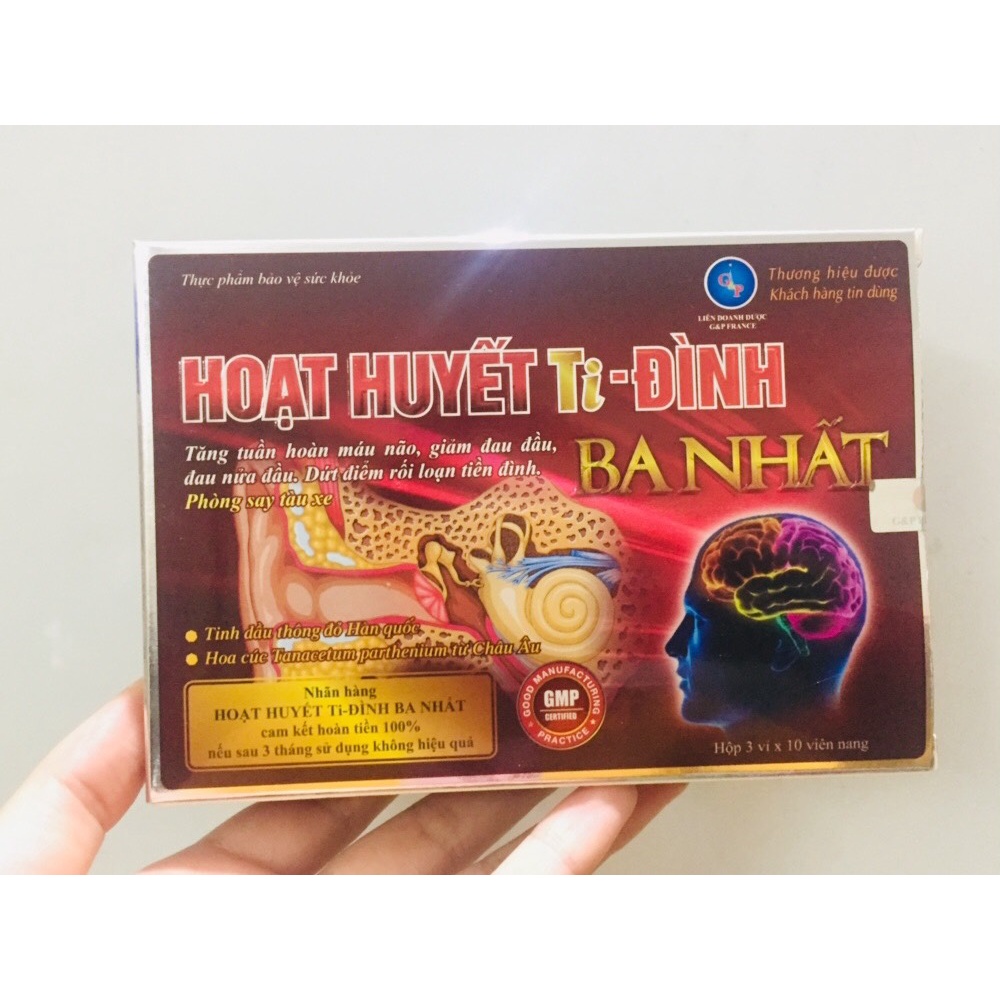 Thực phẩm bảo vệ sức khỏe
G&P
LIÊN DOANH DƯỢC
G&P FRANCE
Thương hiệu được
Khách hàng tin dùng
HOẠT HUYẾT Ti-ĐÌNH
BA NHẤT
Tăng tuần hoàn máu não, giảm đau đầu,
đau nửa đầu. Dứt điểm rối loạn tiền đình.
Phòng say tàu xe
Tinh dầu thông đỏ Hàn quốc
Hoa cúc Tanacetum parthenium từ Châu Âu
Nhãn hàng
HOẠT HUYẾT Ti-ĐÌNH BA NHẤT
cam kết hoàn tiền 100%
nếu sau 3 tháng sử dụng không hiệu quả
GOOD MANUFACTURING
GMP
CERTIFIED
PRACTICE
Hộp 3 vỉ x 10 viên nang